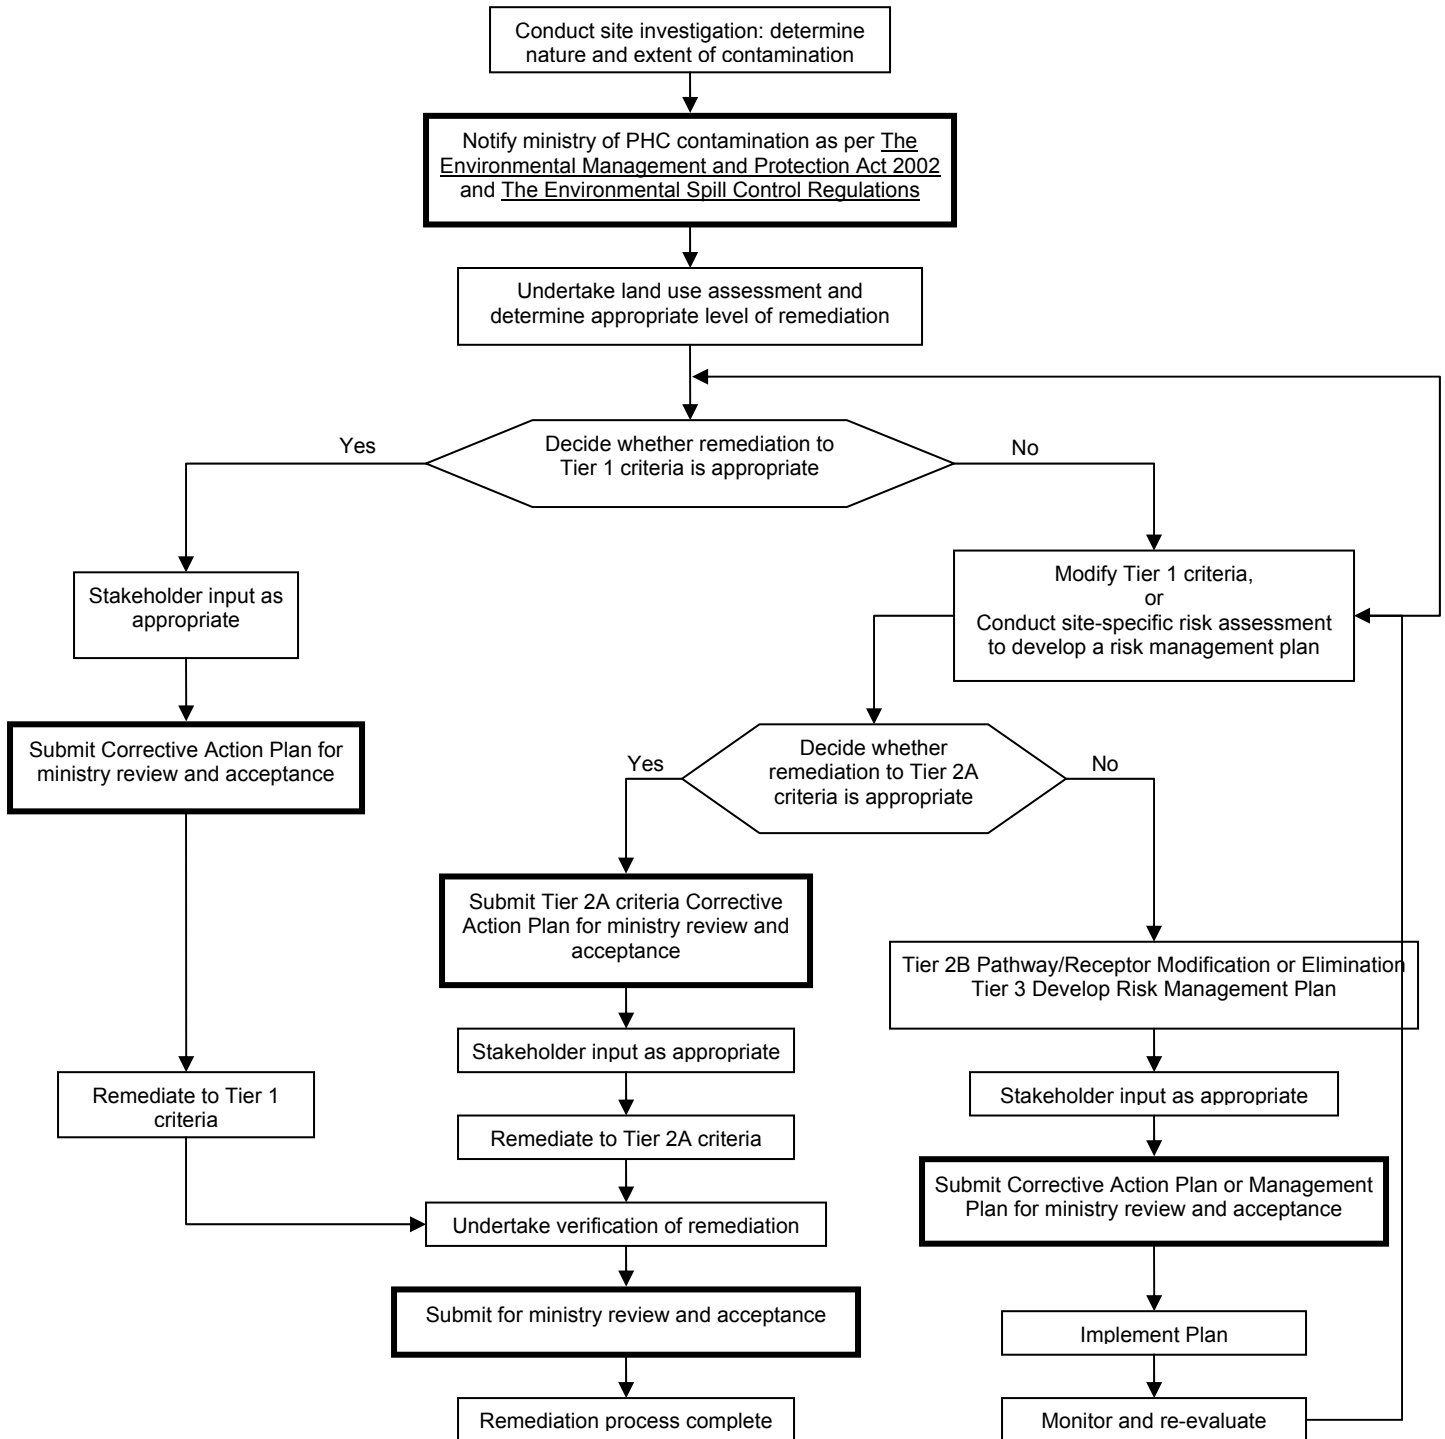 Conduct site investigation: determine
nature and extent of contamination
Notify ministry of PHC contamination as per The
Environmental Management and Protection Act 2002
and The Environmental Spill Control Regulations
Undertake land use assessment and
determine appropriate level of remediation
Yes
Decide whether remediation to
Tier 1 criteria is appropriate
No
Stakeholder input as
appropriate
Modify Tier 1 criteria,
or
Conduct site-specific risk assessment
to develop a risk management plan
Submit Corrective Action Plan for
ministry review and acceptance
Yes
Decide whether
remediation to Tier 2A
criteria is appropriate
No
Submit Tier 2A criteria Corrective
Action Plan for ministry review and
acceptance
Tier 2B Pathway/Receptor Modification or Elimination
Tier 3 Develop Risk Management Plan
Stakeholder input as appropriate
Remediate to Tier 1
criteria
Stakeholder input as appropriate
Remediate to Tier 2A criteria
Submit Corrective Action Plan or Management
Plan for ministry review and acceptance
Undertake verification of remediation
Submit for ministry review and acceptance
Implement Plan
Remediation process complete
Monitor and re-evaluate